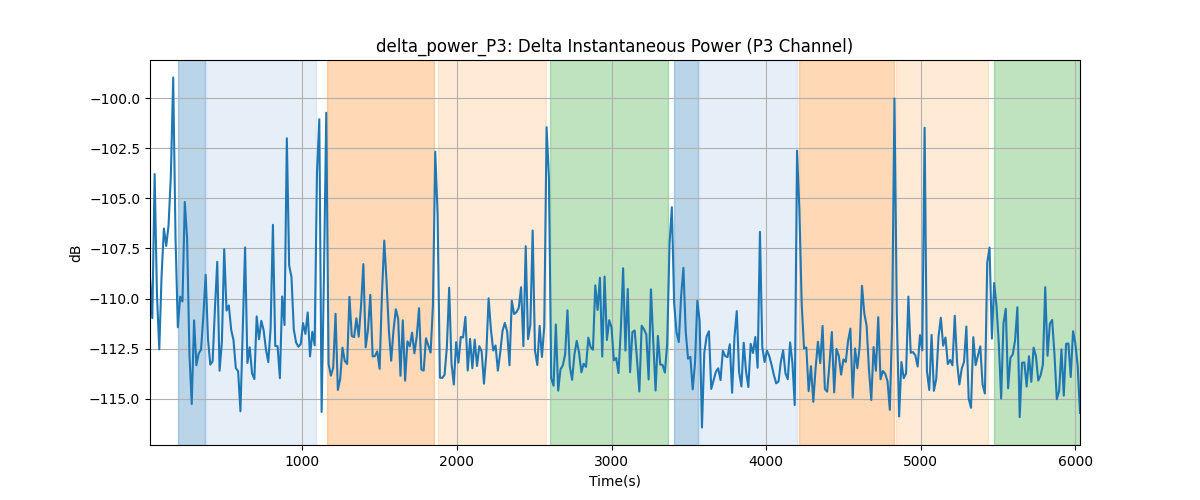 delta_power_P3: Delta Instantaneous Power (P3 Channel)
dB
−100.0
−102.5
−105.0
−107.5
−110.0
−112.5
−115.0
1000 2000 3000 4000 5000 6000
Time(s)